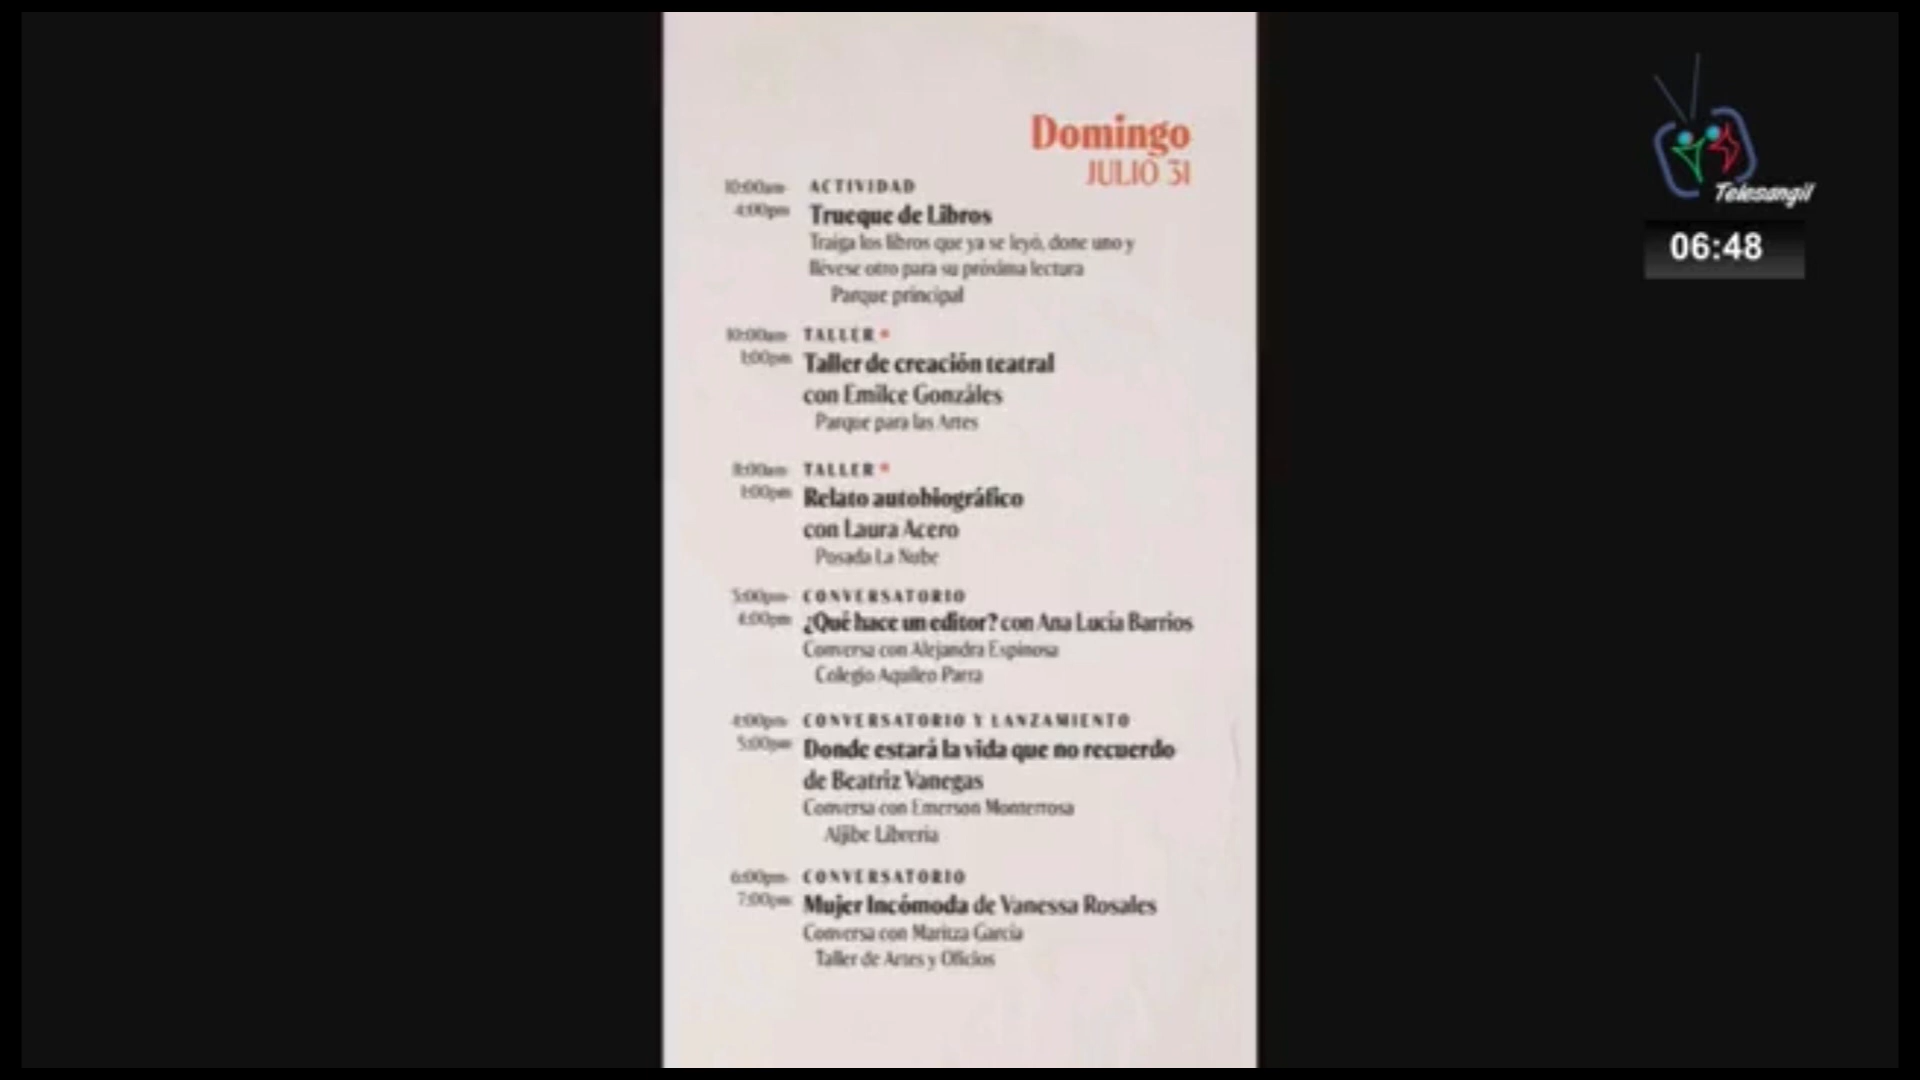 Domingo
JULIO 31
10:00am- ACTIVIDAD
4:00pm Trueque de Libros
Traiga los libros que ya se leyó, done uno y
llévese otro para su próxima lectura
Parque principal
10:00am- TALLER *
1:00pm Taller de creación teatral
con Emilce Gonzáles
Parque para las Artes
8:00am- TALLER *
1:00pm Relato autobiográfico
con Laura Acero
Posada La Nube
CONVERSATORIO
4:00pm ¿Qué hace un editor? con Ana Lucía Barrios
Conversa con Alejandra Espinosa
Colegio Aquileo Parra
4:00pm- CONVERSATORIO Y LANZAMIENTO
5:00pm Donde estará la vida que no recuerdo
de Beatriz Vanegas
Conversa con Emerson Monterrosa
Aljibe Librería
6:00pm- CONVERSATORIO
7:00pm Mujer Incómoda de Vanessa Rosales
Conversa con Maritza García
Taller de Artes y Oficios
Telesangil
06:48